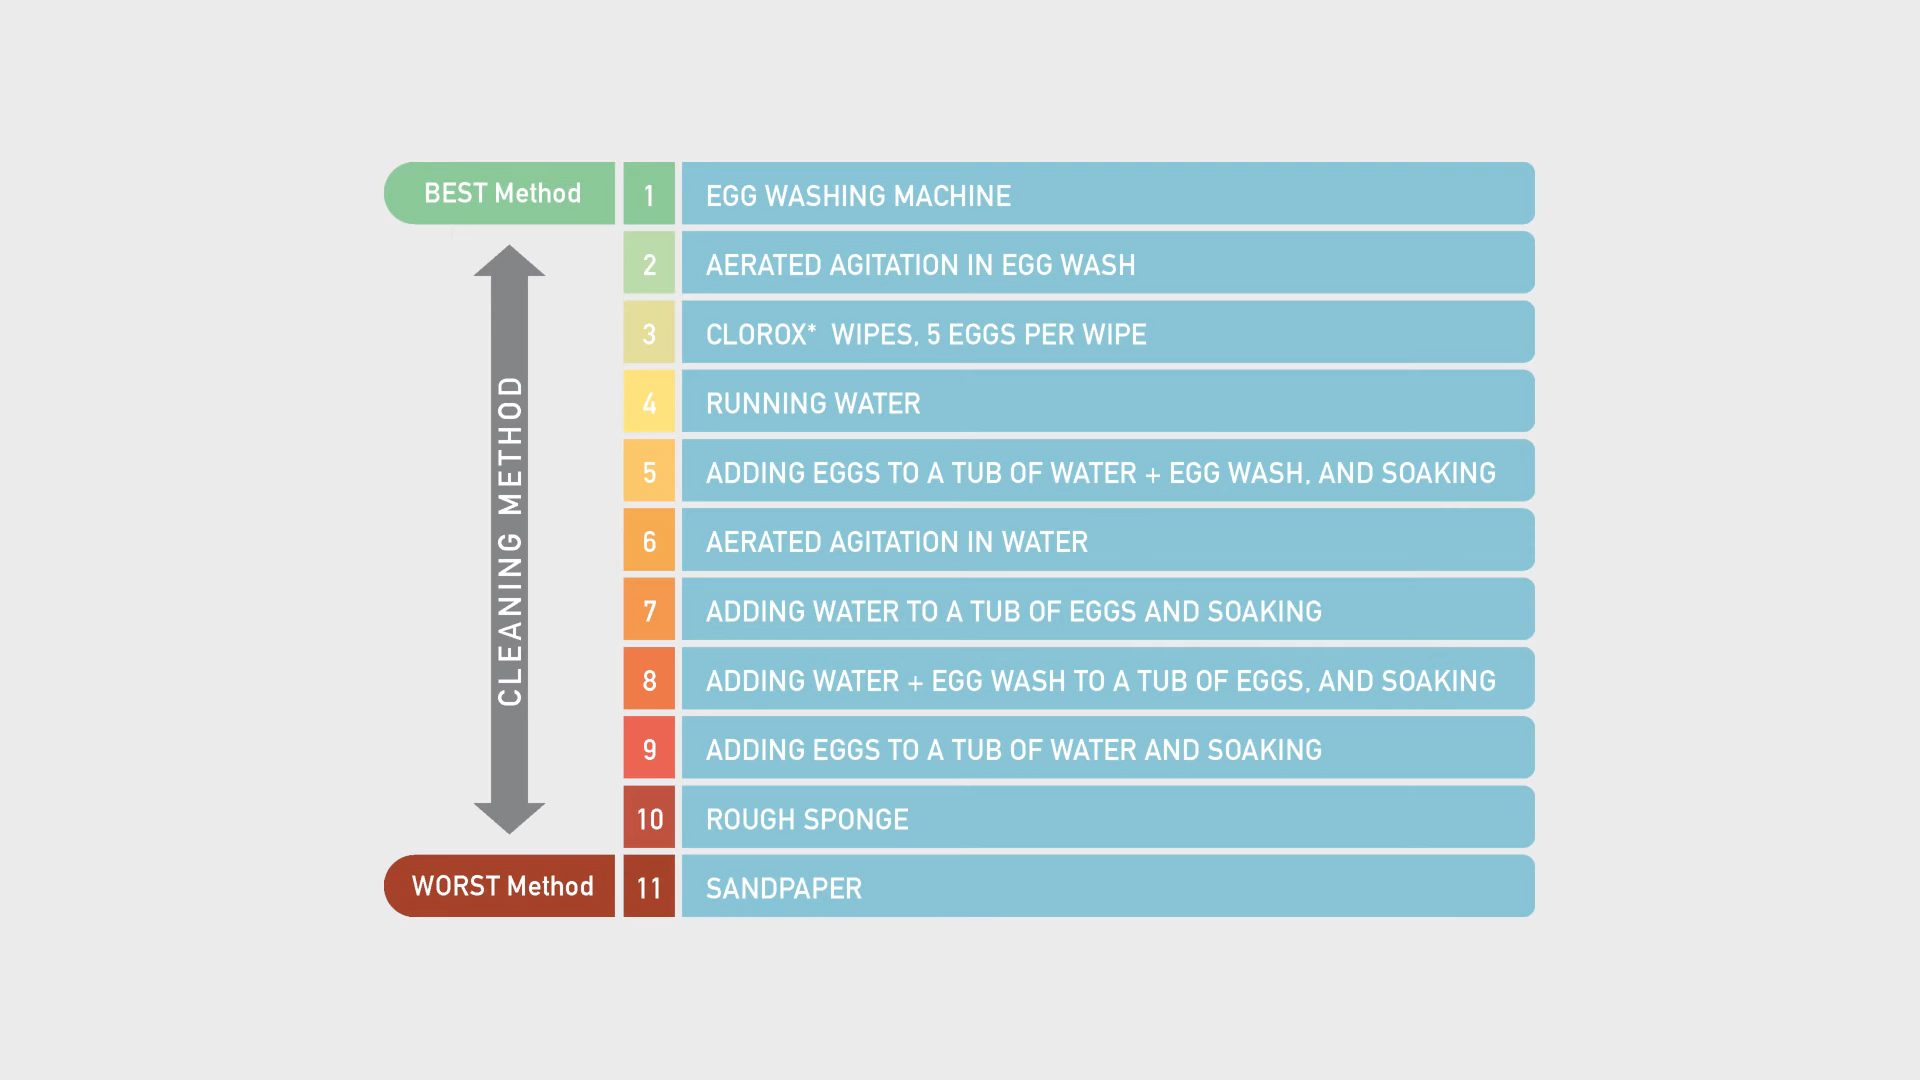 BEST Method
1 EGG WASHING MACHINE
2 AERATED AGITATION IN EGG WASH
3 CLOROX* WIPES, 5 EGGS PER WIPE
4 RUNNING WATER
5 ADDING EGGS TO A TUB OF WATER + EGG WASH, AND SOAKING
6 AERATED AGITATION IN WATER
7 ADDING WATER TO A TUB OF EGGS AND SOAKING
8 ADDING WATER + EGG WASH TO A TUB OF EGGS, AND SOAKING
9 ADDING EGGS TO A TUB OF WATER AND SOAKING
10 ROUGH SPONGE
WORST Method
11 SANDPAPER
CLEANING METHOD